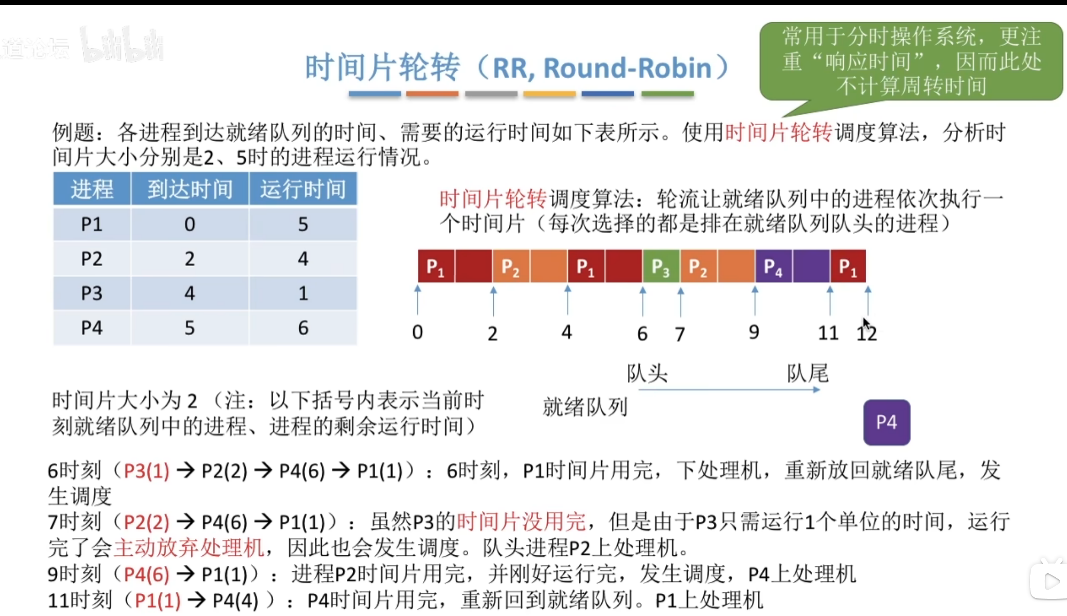 bilibili
常用于分时操作系统，更注
重“响应时间”，因而此处
不计算周转时间
时间片轮转（RR, Round-Robin）
例题：各进程到达就绪队列的时间、需要的运行时间如下表所示。使用时间片轮转调度算法，分析时
间片大小分别是2、5时的进程运行情况。
进程 到达时间 运行时间
P1 0 5
P2 2 4
P3 4 1
P4 5 6
时间片轮转调度算法：轮流让就绪队列中的进程依次执行一
个时间片（每次选择的都是排在就绪队列队头的进程）
P1 P2 P1 P3 P2 P4 P1
0 2 4 6 7 9 11 12
队头 队尾
就绪队列
P4
时间片大小为 2 （注：以下括号内表示当前时
刻就绪队列中的进程、进程的剩余运行时间）
6时刻（P3(1) → P2(2) → P4(6) → P1(1)）：6时刻，P1时间片用完，下处理机，重新放回就绪队尾，发
生调度
7时刻（P2(2) → P4(6) → P1(1)）：虽然P3的时间片没用完，但是由于P3只需运行1个单位的时间，运行
完了会主动放弃处理机，因此也会发生调度。队头进程P2上处理机。
9时刻（P4(6) → P1(1)）：进程P2时间片用完，并刚好运行完，发生调度，P4上处理机
11时刻（P1(1) → P4(4) ）：P4时间片用完，重新回到就绪队列。P1上处理机